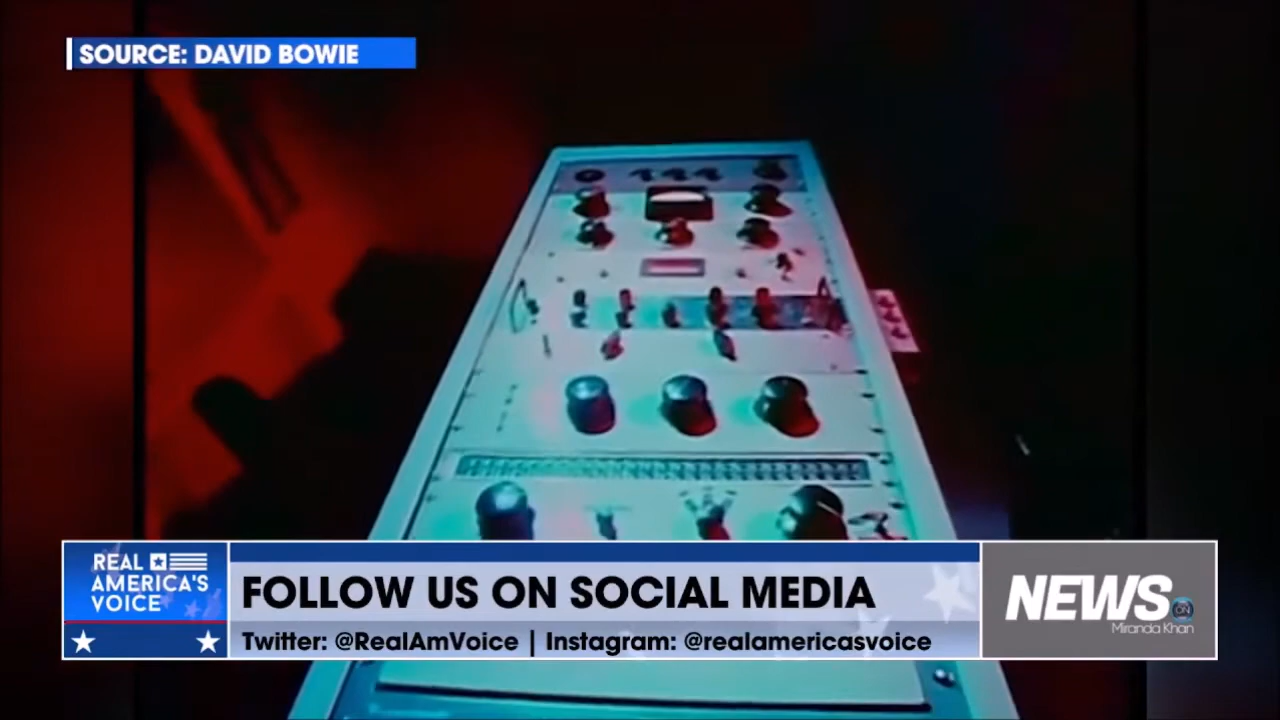 SOURCE: DAVID BOWIE
REAL
AMERICA'S
VOICE
FOLLOW US ON SOCIAL MEDIA
Twitter: @RealAmVoice | Instagram: @realamericasvoice
NEWS ON
Miranda Khan